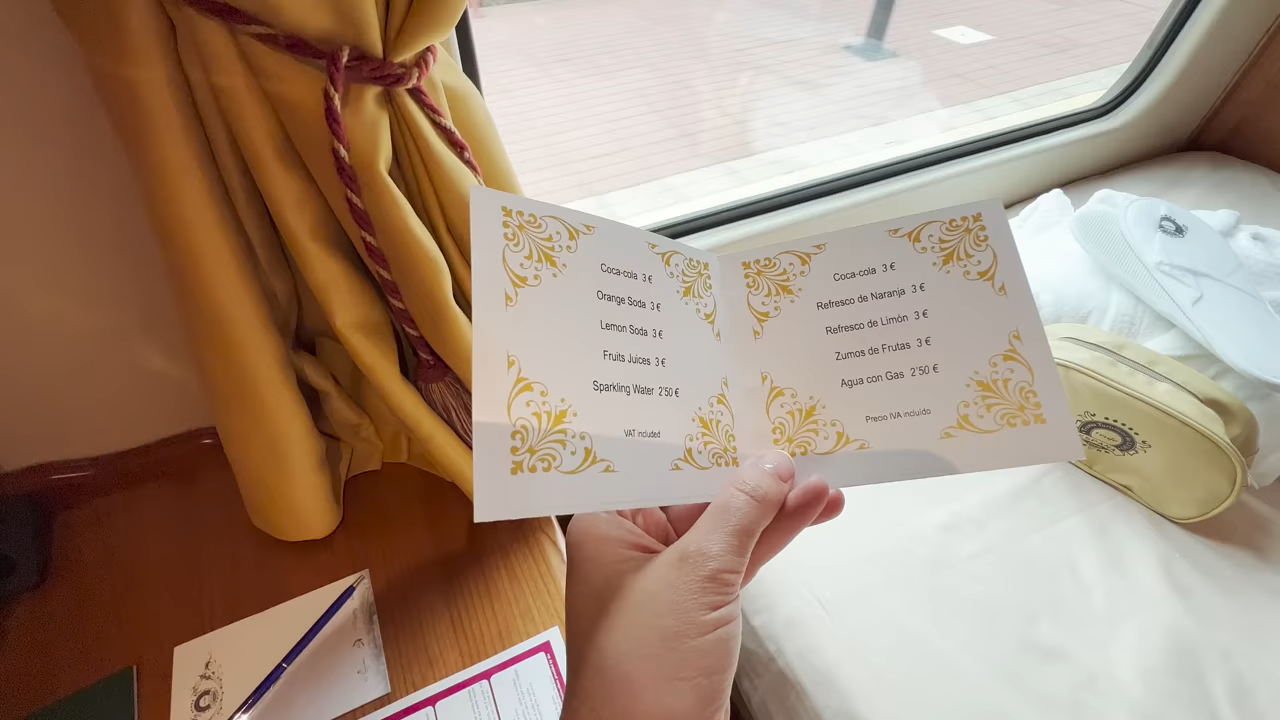 Coca-cola 3 €
Orange Soda 3 €
Lemon Soda 3 €
Fruits Juices 3 €
Sparkling Water 2'50 €
VAT included
Coca-cola 3 €
Refresco de Naranja 3 €
Refresco de Limón 3 €
Zumos de Frutas 3 €
Agua con Gas 2'50 €
Precio IVA incluido